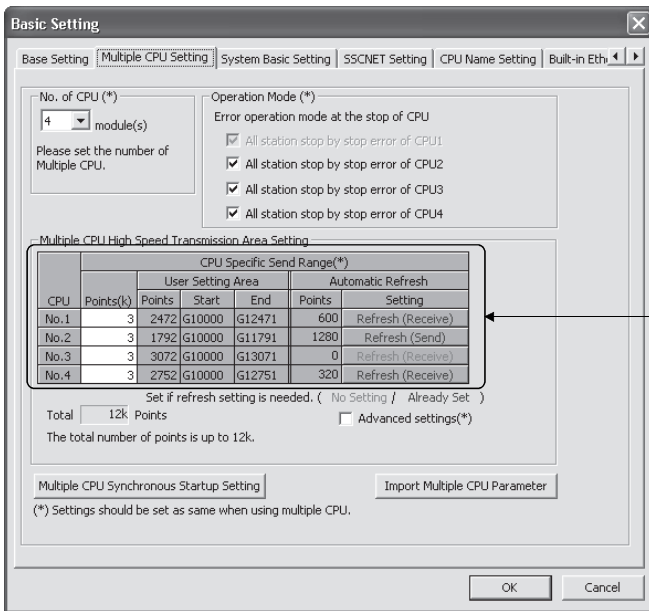 Basic Setting
Base Setting Multiple CPU Setting System Basic Setting SSCNET Setting CPU Name Setting Built-in Eth
No. of CPU (*)
4 module(s)
Please set the number of
Multiple CPU.
Operation Mode (*)
Error operation mode at the stop of CPU
All station stop by stop error of CPU1
All station stop by stop error of CPU2
All station stop by stop error of CPU3
All station stop by stop error of CPU4
Multiple CPU High Speed Transmission Area Setting
CPU Specific Send Range(*)
User Setting Area Automatic Refresh
CPU Points(k) Points Start End Points Setting
No.1 3 2472 G10000 G12471 600 Refresh (Receive)
No.2 3 1792 G10000 G11791 1280 Refresh (Send)
No.3 3 3072 G10000 G13071 0 Refresh (Receive)
No.4 3 2752 G10000 G12751 320 Refresh (Receive)
Set if refresh setting is needed. ( No Setting / Already Set )
Total 12k Points
Advanced settings(*)
The total number of points is up to 12k.
Multiple CPU Synchronous Startup Setting Import Multiple CPU Parameter
(*) Settings should be set as same when using multiple CPU.
OK Cancel